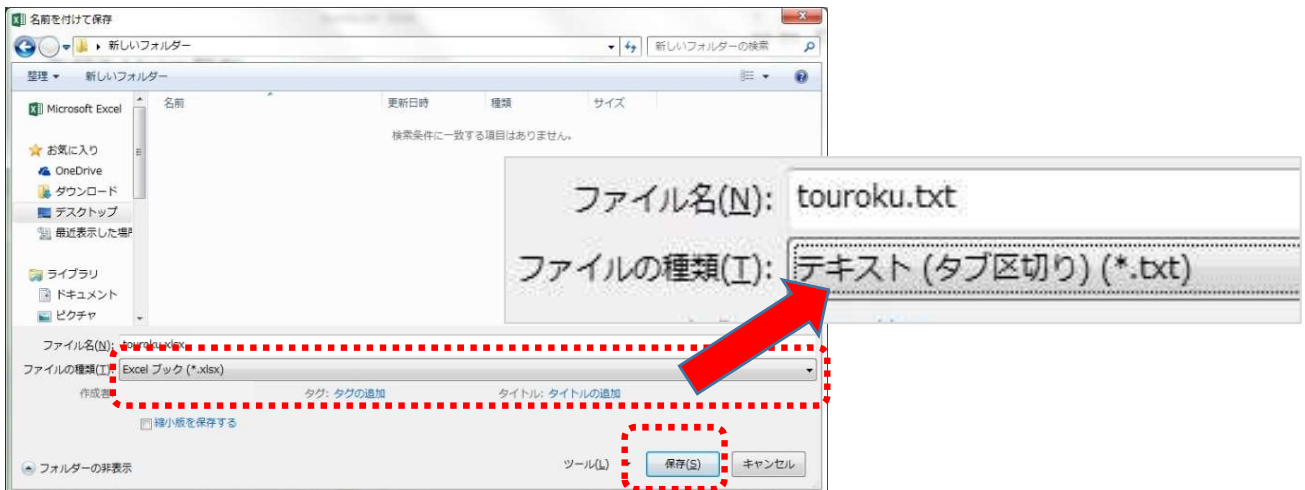 名前を付けて保存
新しいフォルダー
新しいフォルダーの検索
整理 新しいフォルダー
Microsoft Excel
名前 更新日時 種類 サイズ
検索条件に一致する項目はありません。
お気に入り
OneDrive
ダウンロード
デスクトップ
最近表示した場所
ライブラリ
ドキュメント
ピクチャ
ファイル名(N): touroku.txt
ファイルの種類(T): テキスト (タブ区切り) (*.txt)
ファイル名(N): touroku.xlsx
ファイルの種類(T): Excel ブック (*.xlsx)
作成者 タグ: タグの追加 タイトル: タイトルの追加
縮小版を保存する
フォルダーの非表示
ツール(L) 保存(S) キャンセル